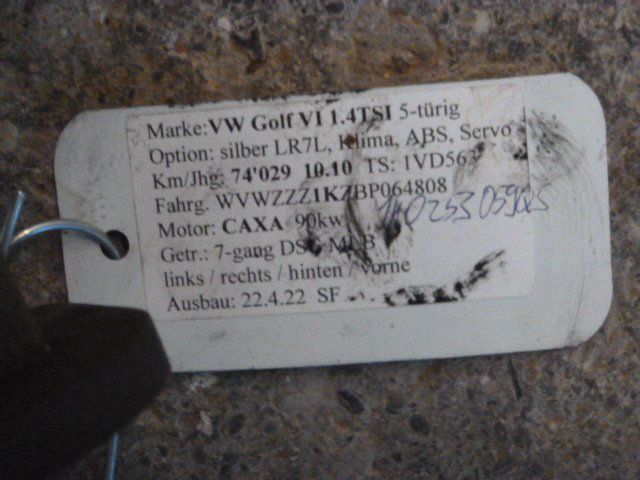 Marke:VW Golf VI 1.4TSI 5-türig
Option: silber LR7L, Klima, ABS, Servo
Km/Jhg: 74'029 10.10 TS: 1VD563
Fahrg. WVWZZZ1KZBP064808
Motor: CAXA 90kw
Getr.: 7-gang DSG MLB
links / rechts / hinten / vorne
Ausbau: 22.4.22 SF